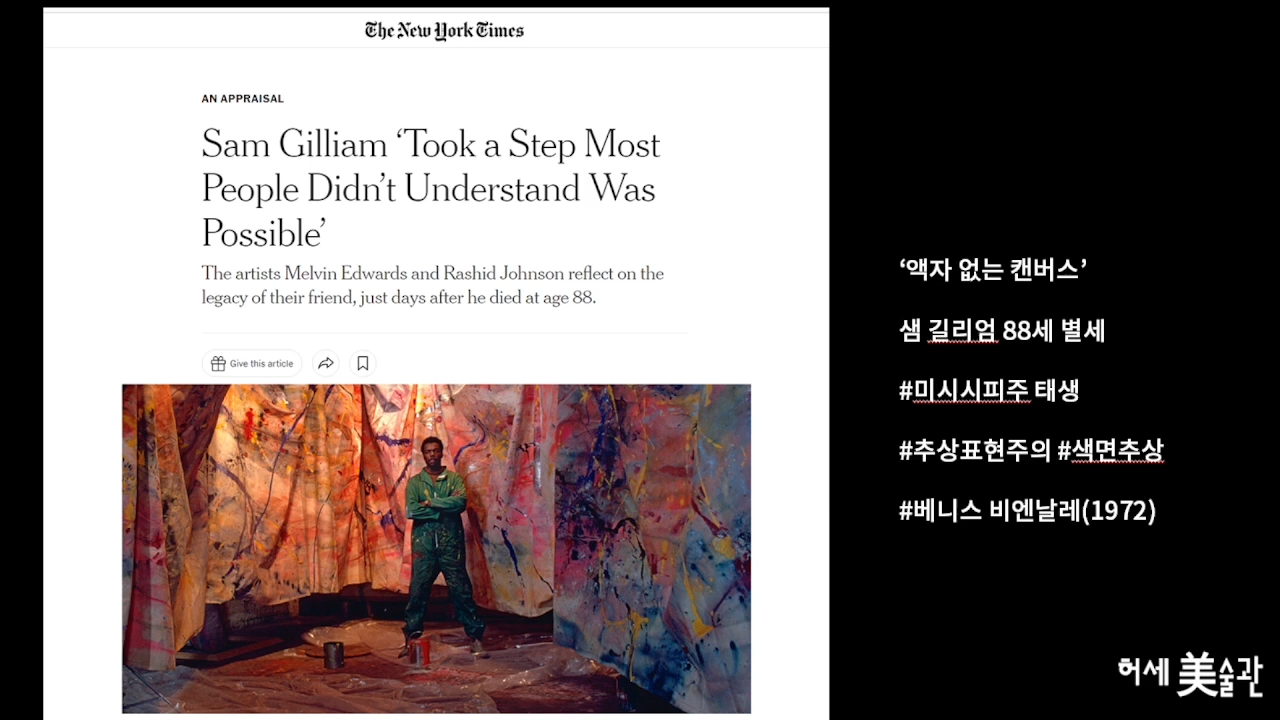 The New York Times
AN APPRAISAL
Sam Gilliam ‘Took a Step Most
People Didn’t Understand Was
Possible’
The artists Melvin Edwards and Rashid Johnson reflect on the
legacy of their friend, just days after he died at age 88.
Give this article
‘액자 없는 캔버스’
샘 길리엄 88세 별세
#미시시피주 태생
#추상표현주의 #색면추상
#베니스 비엔날레(1972)
허세 美술관